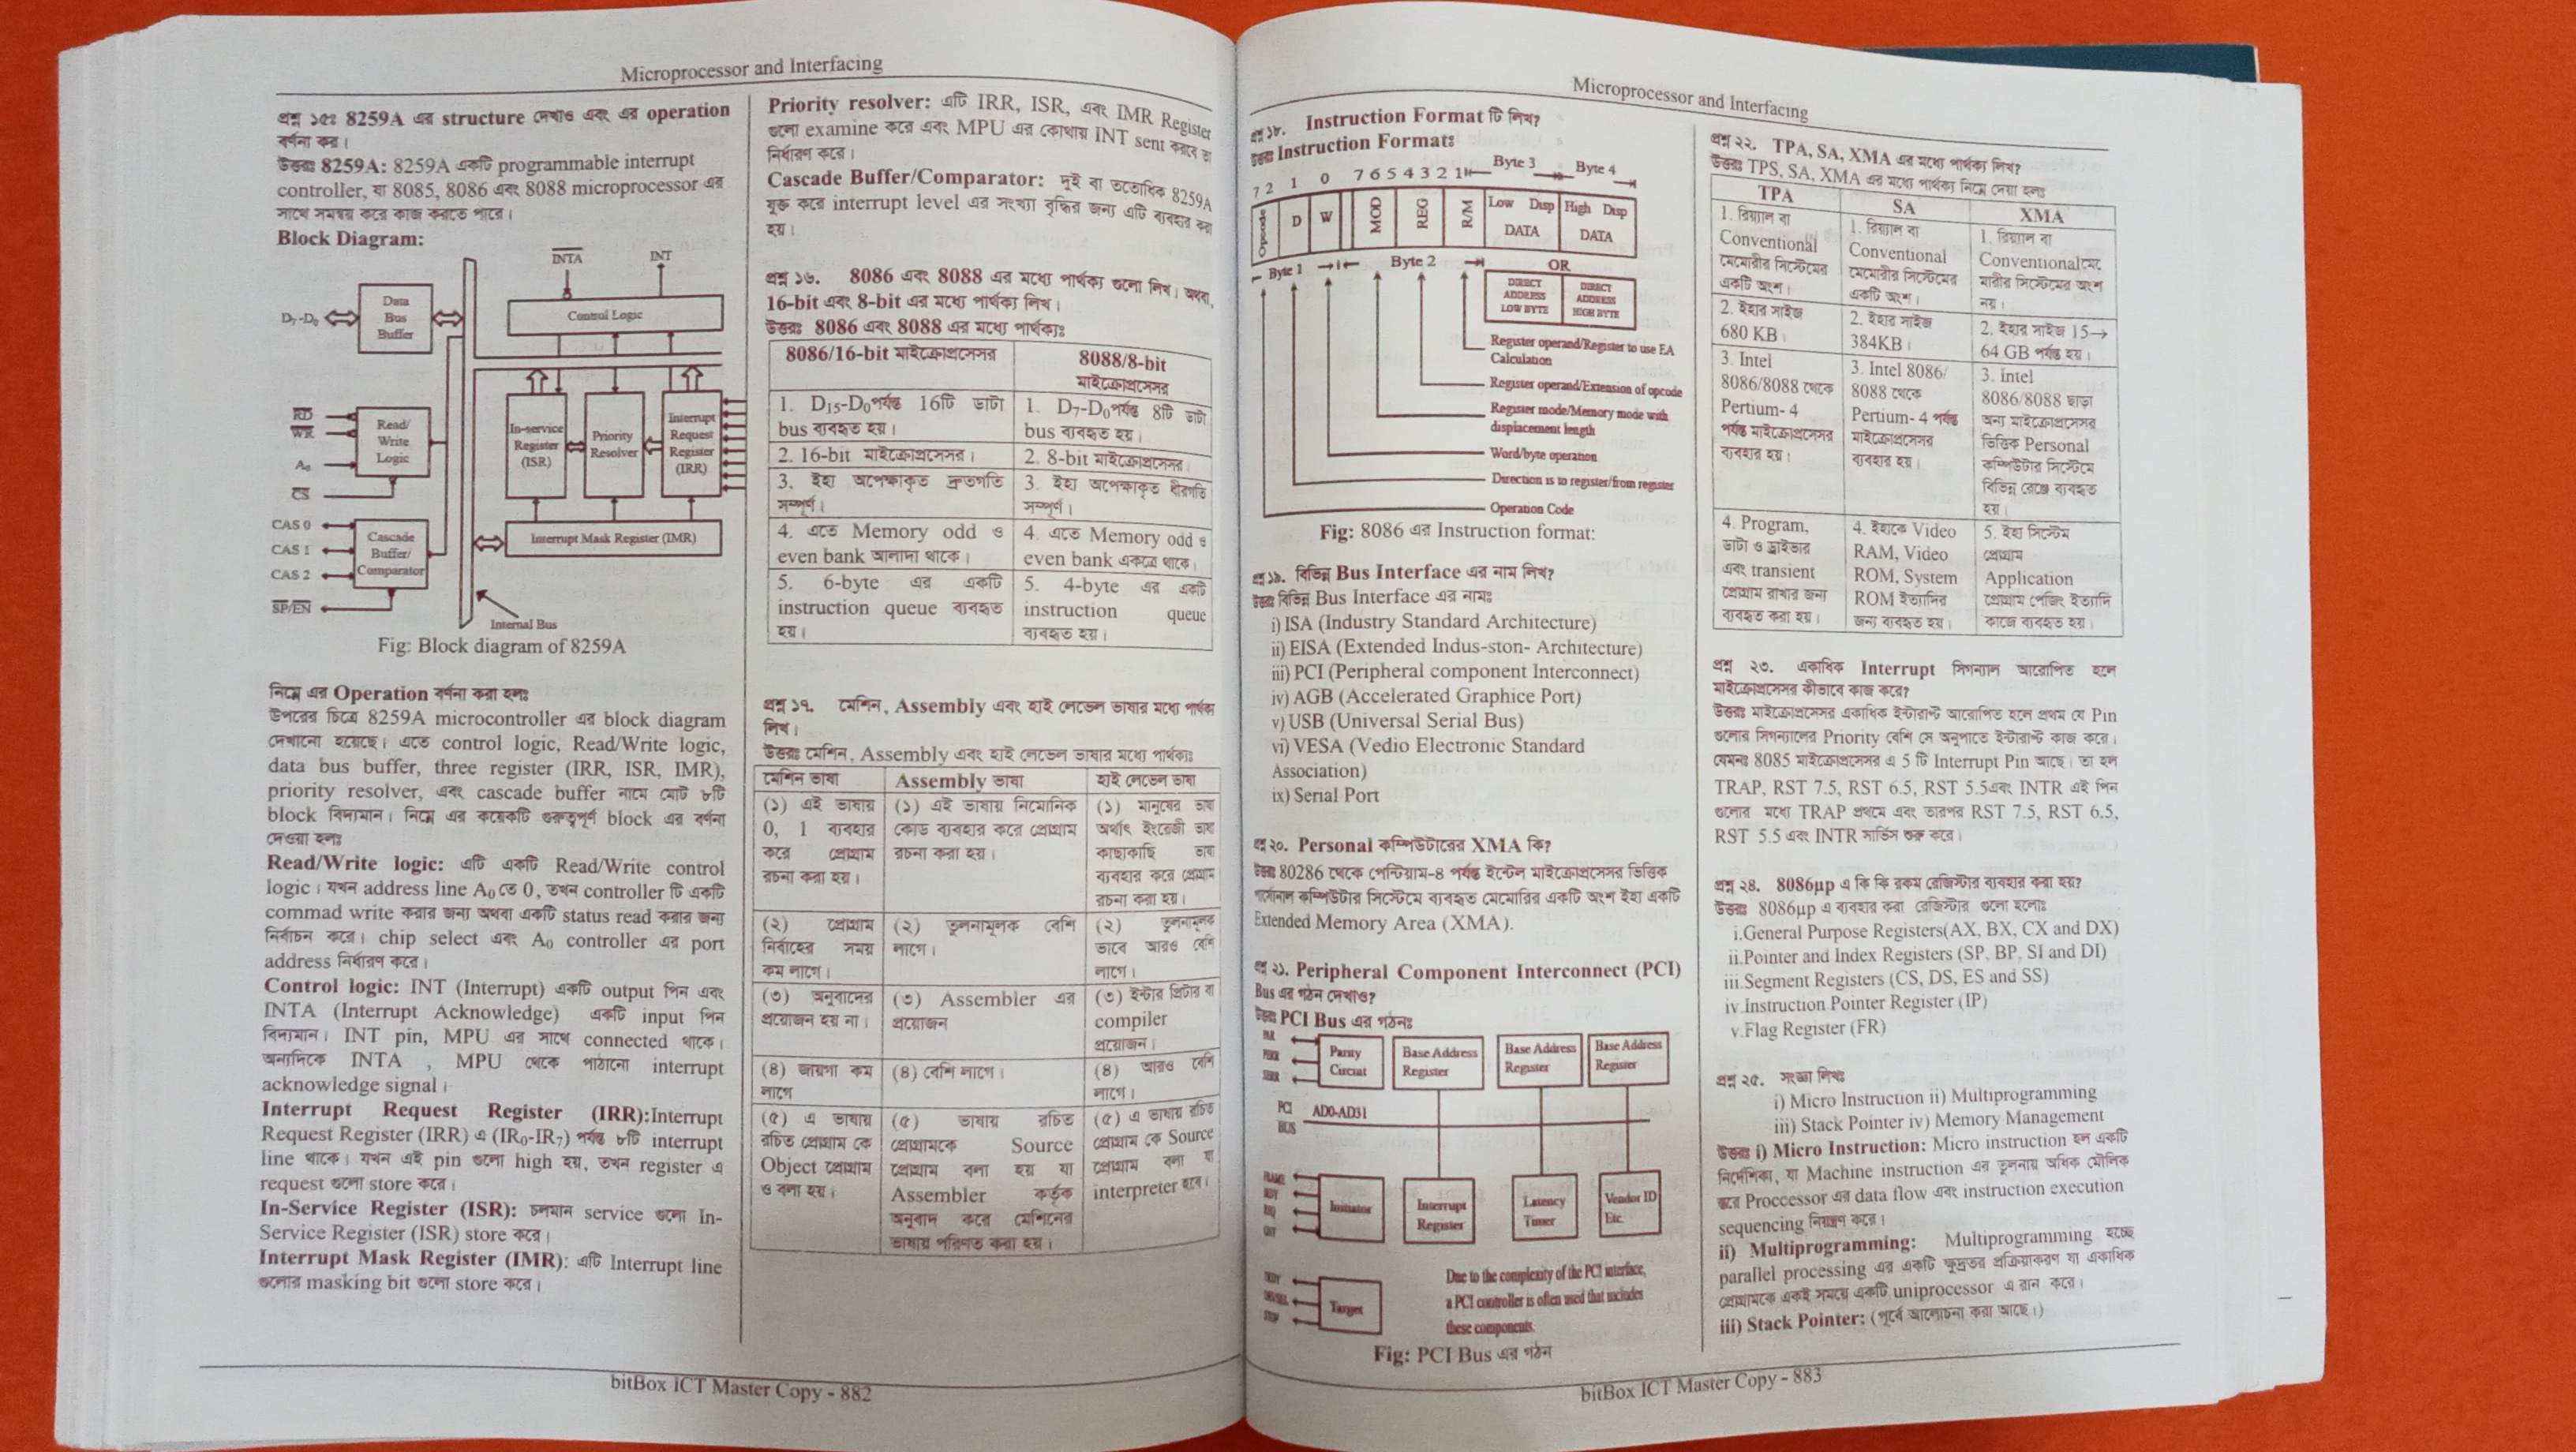 Microprocessor and Interfacing
প্রশ্ন ১৫ঃ 8259A এর structure দেখাও এবং এর operation
বর্ণনা কর।
উত্তরঃ 8259A: 8259A একটি programmable interrupt
controller, যা 8085, 8086 এবং 8088 microprocessor এর
সাথে সমন্বয় করে কাজ করতে পারে।
Block Diagram:
INTA
INT
Data
Bus
Buffer
D7-D0
Control Logic
RD
WR
A0
CS
Read/
Write
Logic
In-service
Register
(ISR)
Priority
Resolver
Interrupt
Request
Register
(IRR)
CAS 0
CAS 1
CAS 2
SP/EN
Cascade
Buffer/
Comparator
Interrupt Mask Register (IMR)
Internal Bus
Fig: Block diagram of 8259A
নিম্নে এর Operation বর্ণনা করা হলঃ
উপরের চিত্রে 8259A microcontroller এর block diagram
দেখানো হয়েছে। এতে control logic, Read/Write logic,
data bus buffer, three register (IRR, ISR, IMR),
priority resolver, এবং cascade buffer নামে মোট ৮টি
block বিদ্যমান। নিম্নে এর কয়েকটি গুরুত্বপূর্ণ block এর বর্ণনা
দেওয়া হলঃ
Read/Write logic: এটি একটি Read/Write control
logic। যখন address line A0 তে 0, তখন controller টি একটি
commad write করার জন্য অথবা একটি status read করার জন্য
নির্বাচন করে। chip select এবং A0 controller এর port
address নির্ধারণ করে।
Control logic: INT (Interrupt) একটি output পিন এবং
INTA (Interrupt Acknowledge) একটি input পিন
বিদ্যমান। INT pin, MPU এর সাথে connected থাকে।
অন্যদিকে INTA , MPU থেকে পাঠানো interrupt
acknowledge signal।
Interrupt Request Register (IRR):Interrupt
Request Register (IRR) এ (IR0-IR7) পর্যন্ত ৮টি interrupt
line থাকে। যখন এই pin গুলো high হয়, তখন register এ
request গুলো store করে।
In-Service Register (ISR): চলমান service গুলো In-
Service Register (ISR) store করে।
Interrupt Mask Register (IMR): এটি Interrupt line
গুলোর masking bit গুলো store করে।
Priority resolver: এটি IRR, ISR, এবং IMR Register
গুলো examine করে এবং MPU এর কোথায় INT sent করবে তা
নির্ধারণ করে।
Cascade Buffer/Comparator: দুই বা ততোধিক 8259A
যুক্ত করে interrupt level এর সংখ্যা বৃদ্ধির জন্য এটি ব্যবহার করা
হয়।
প্রশ্ন ১৬. 8086 এবং 8088 এর মধ্যে পার্থক্য গুলো লিখ। অথবা,
16-bit এবং 8-bit এর মধ্যে পার্থক্য লিখ।
উত্তরঃ 8086 এবং 8088 এর মধ্যে পার্থক্যঃ
8086/16-bit মাইক্রোপ্রসেসর
8088/8-bit
মাইক্রোপ্রসেসর
1. D15-D0পর্যন্ত 16টি ডাটা
bus ব্যবহৃত হয়।
1. D7-D0পর্যন্ত 8টি ডাটা
bus ব্যবহৃত হয়।
2. 16-bit মাইক্রোপ্রসেসর।
2. 8-bit মাইক্রোপ্রসেসর।
3. ইহা অপেক্ষাকৃত দ্রুতগতি
সম্পূর্ণ।
3. ইহা অপেক্ষাকৃত ধীরগতি
সম্পূর্ণ।
4. এতে Memory odd ও
even bank আলাদা থাকে।
4. এতে Memory odd ও
even bank একত্রে থাকে।
5. 6-byte এর একটি
instruction queue ব্যবহৃত
হয়।
5. 4-byte এর একটি
instruction queue
ব্যবহৃত হয়।
প্রশ্ন ১৭. মেশিন, Assembly এবং হাই লেভেল ভাষার মধ্যে পার্থক্য
লিখ।
উত্তরঃ মেশিন, Assembly এবং হাই লেভেল ভাষার মধ্যে পার্থক্যঃ
মেশিন ভাষা
Assembly ভাষা
হাই লেভেল ভাষা
(১) এই ভাষায়
0, 1 ব্যবহার
করে প্রোগ্রাম
রচনা করা হয়।
(১) এই ভাষায় নিমোনিক
কোড ব্যবহার করে প্রোগ্রাম
রচনা করা হয়।
(১) মানুষের ভাষা
অর্থাৎ ইংরেজী ভাষা
কাছাকাছি ভাষা
ব্যবহার করে প্রোগ্রাম
রচনা করা হয়।
(২) প্রোগ্রাম
নির্বাহের সময়
কম লাগে।
(২) তুলনামূলক বেশি
লাগে।
(২) তুলনামূলক
ভাবে আরও বেশি
লাগে।
(৩) অনুবাদের
প্রয়োজন হয় না।
(৩) Assembler এর
প্রয়োজন
(৩) ইন্টার প্রিটার বা
compiler
প্রয়োজন।
(৪) জায়গা কম
লাগে
(৪) বেশি লাগে।
(৪) আরও বেশি
লাগে।
(৫) এ ভাষায়
রচিত প্রোগ্রাম কে
Object প্রোগ্রাম
ও বলা হয়।
(৫) ভাষায় রচিত
প্রোগ্রামকে Source
প্রোগ্রাম বলা হয় যা
Assembler কর্তৃক
অনুবাদ করে মেশিনের
ভাষায় পরিণত করা হয়।
(৫) এ ভাষায় রচিত
প্রোগ্রাম কে Source
প্রোগ্রাম বলা যা
interpreter হবে।
bitBox ICT Master Copy - 882
Microprocessor and Interfacing
প্রশ্ন ১৮. Instruction Format টি লিখ?
উত্তরঃ Instruction Format:
7 2 1 0 7 6 5 4 3 2 1 Byte 3 Byte 4
Opcode D W MOD REG R/M
Low Disp
DATA
High Disp
DATA
Byte 1 Byte 2
OR
DIRECT
ADDRESS
LOW BYTE
DIRECT
ADDRESS
HIGH BYTE
Register operand/Register to use EA
Calculation
Register operand/Extension of opcode
Register mode/Memory mode with
displacement length
Word/byte operation
Direction is to register/from register
Operation Code
Fig: 8086 এর Instruction format:
প্রশ্ন ১৯. বিভিন্ন Bus Interface এর নাম লিখ?
উত্তরঃ বিভিন্ন Bus Interface এর নামঃ
i) ISA (Industry Standard Architecture)
ii) EISA (Extended Indus-ston- Architecture)
iii) PCI (Peripheral component Interconnect)
iv) AGB (Accelerated Graphice Port)
v) USB (Universal Serial Bus)
vi) VESA (Vedio Electronic Standard
Association)
ix) Serial Port
প্রশ্ন ২০. Personal কম্পিউটারের XMA কি?
উত্তরঃ 80286 থেকে পেন্টিয়াম-৪ পর্যন্ত ইন্টেল মাইক্রোপ্রসেসর ভিত্তিক
পার্সোনাল কম্পিউটার সিস্টেমে ব্যবহৃত মেমোরির একটি অংশ ইহা একটি
Extended Memory Area (XMA).
প্রশ্ন ২১. Peripheral Component Interconnect (PCI)
Bus এর গঠন দেখাও?
উত্তরঃ PCI Bus এর গঠনঃ
Parity
Circuit
Base Address
Register
Base Address
Register
Base Address
Register
PCI
BUS
AD0-AD31
Initiator
Interrupt
Register
Latency
Timer
Vendor ID
Etc.
Target
Due to the complexity of the PCI interface,
a PCI controller is often used that includes
these components.
Fig: PCI Bus এর গঠন
প্রশ্ন ২২. TPA, SA, XMA এর মধ্যে পার্থক্য লিখ?
উত্তরঃ TPS, SA, XMA এর মধ্যে পার্থক্য নিম্নে দেয়া হলঃ
TPA
SA
XMA
1. রিয়্যাল বা
Conventional
মেমোরীর সিস্টেমের
একটি অংশ।
1. রিয়্যাল বা
Conventional
মেমোরীর সিস্টেমের
একটি অংশ।
1. রিয়্যাল বা
Conventionalমে
মারীর সিস্টেমের অংশ
নয়।
2. ইহার সাইজ
680 KB।
2. ইহার সাইজ
384KB।
2. ইহার সাইজ 15→
64 GB পর্যন্ত হয়।
3. Intel
8086/8088 থেকে
Pertium- 4
পর্যন্ত মাইক্রোপ্রসেসর
ব্যবহার হয়।
3. Intel 8086/
8088 থেকে
Pertium- 4 পর্যন্ত
মাইক্রোপ্রসেসর
ব্যবহার হয়।
3. Intel
8086/8088 ছাড়া
অন্য মাইক্রোপ্রসেসর
ভিত্তিক Personal
কম্পিউটার সিস্টেমে
বিভিন্ন রেঞ্জে ব্যবহৃত
হয়।
4. Program,
ডাটা ও ড্রাইভার
এবং transient
প্রোগ্রাম রাখার জন্য
ব্যবহৃত করা হয়।
4. ইহাকে Video
RAM, Video
ROM, System
ROM ইত্যাদির
জন্য ব্যবহৃত হয়।
5. ইহা সিস্টেম
প্রোগ্রাম
Application
প্রোগ্রাম পেজিং ইত্যাদি
কাজে ব্যবহৃত হয়।
প্রশ্ন ২৩. একাধিক Interrupt সিগন্যাল আরোপিত হলে
মাইক্রোপ্রসেসর কীভাবে কাজ করে?
উত্তরঃ মাইক্রোপ্রসেসর একাধিক ইন্টারাপ্ট আরোপিত হলে প্রথম যে Pin
গুলোর সিগন্যালের Priority বেশি সে অনুপাতে ইন্টারাপ্ট কাজ করে।
যেমনঃ 8085 মাইক্রোপ্রসেসর এ 5 টি Interrupt Pin আছে। তা হল
TRAP, RST 7.5, RST 6.5, RST 5.5এবং INTR এই পিন
গুলোর মধ্যে TRAP প্রথমে এবং তারপর RST 7.5, RST 6.5,
RST 5.5 এবং INTR সার্ভিস শুরু করে।
প্রশ্ন ২৪. 8086µp এ কি কি রকম রেজিস্টার ব্যবহার করা হয়?
উত্তরঃ 8086µp এ ব্যবহার করা রেজিস্টার গুলো হলোঃ
i.General Purpose Registers(AX, BX, CX and DX)
ii.Pointer and Index Registers (SP, BP, SI and DI)
iii.Segment Registers (CS, DS, ES and SS)
iv.Instruction Pointer Register (IP)
v.Flag Register (FR)
প্রশ্ন ২৫. সংজ্ঞা লিখঃ
i) Micro Instruction ii) Multiprogramming
iii) Stack Pointer iv) Memory Management
উত্তরঃ i) Micro Instruction: Micro instruction হল একটি
নির্দেশিকা, যা Machine instruction এর তুলনায় অধিক মৌলিক
করে Proccessor এর data flow এবং instruction execution
sequencing নিয়ন্ত্রণ করে।
ii) Multiprogramming: Multiprogramming হচ্ছে
parallel processing এর একটি ক্ষুদ্রতর প্রক্রিয়াকরণ যা একাধিক
প্রোগ্রামকে একই সময়ে একটি uniprocessor এ রান করে।
iii) Stack Pointer: (পূর্বে আলোচনা করা আছে।)
bitBox ICT Master Copy - 883